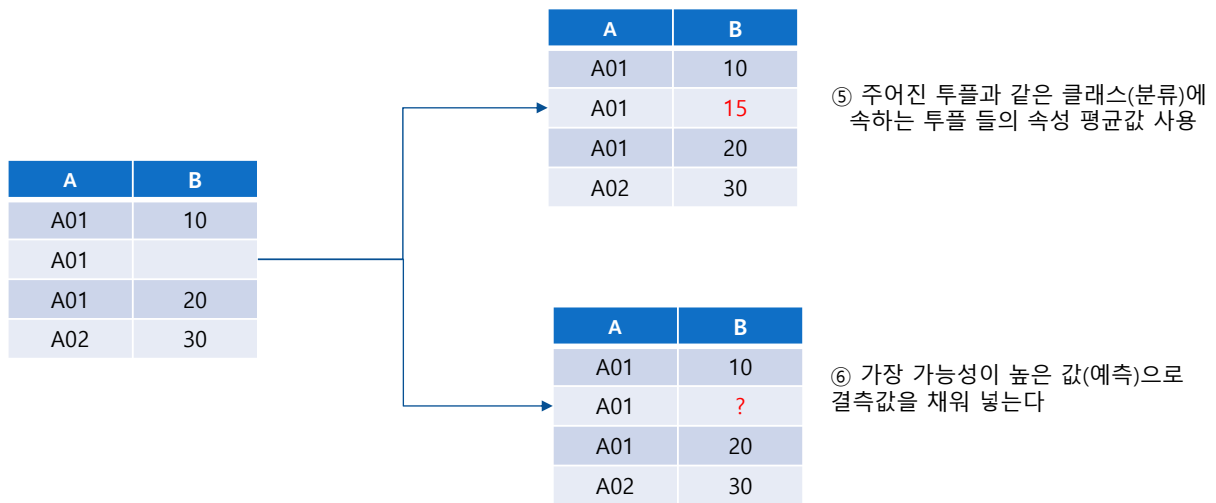 A B
A01 10
A01
A01 20
A02 30
A B
A01 10
A01 15
A01 20
A02 30
⑤ 주어진 투플과 같은 클래스(분류)에
속하는 투플 들의 속성 평균값 사용
A B
A01 10
A01 ?
A01 20
A02 30
⑥ 가장 가능성이 높은 값(예측)으로
결측값을 채워 넣는다